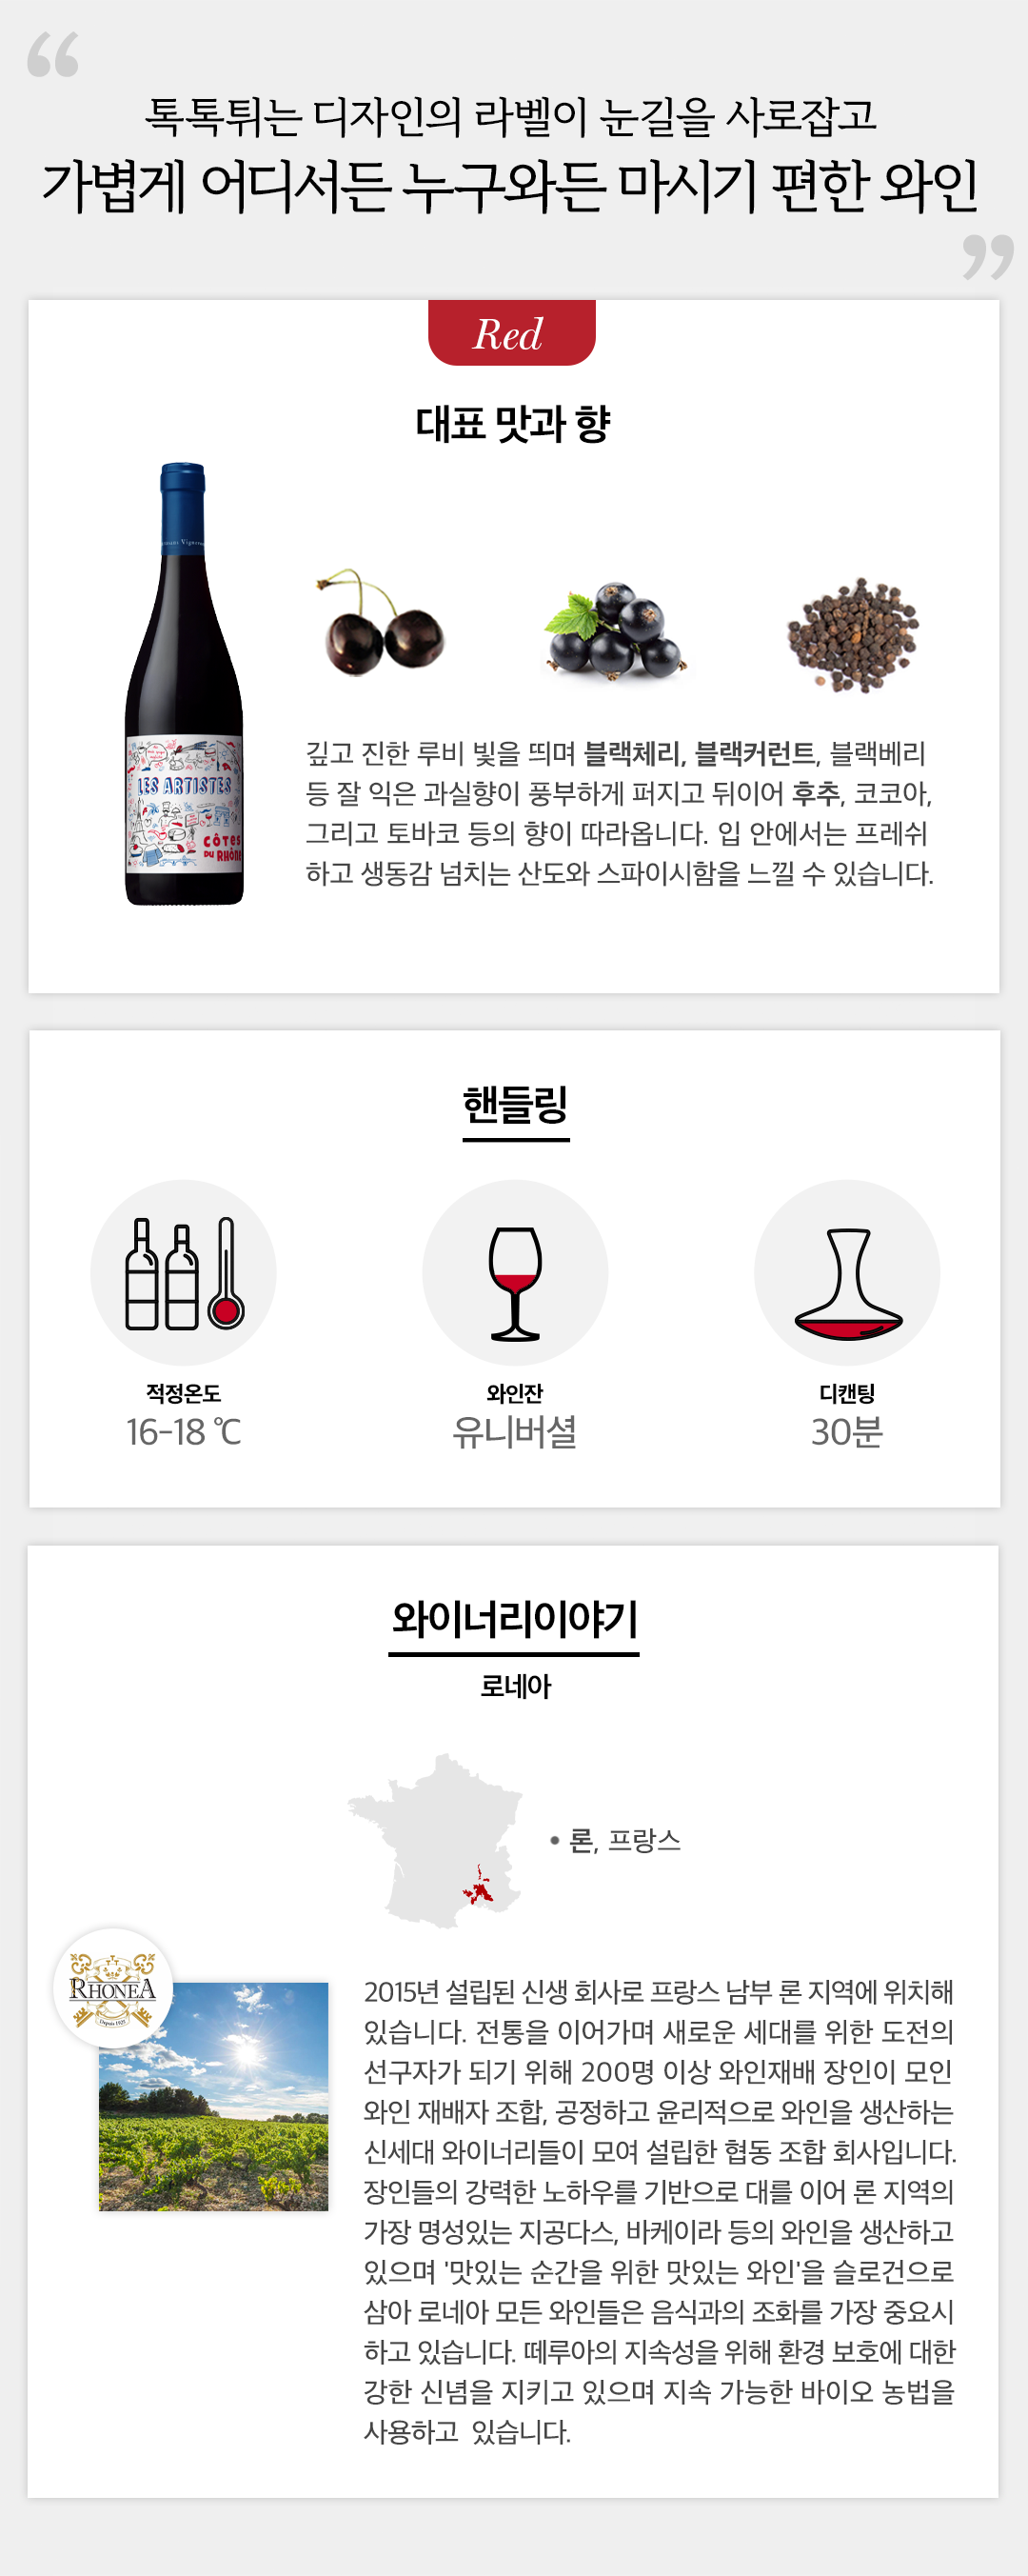 “
톡톡튀는 디자인의 라벨이 눈길을 사로잡고
가볍게 어디서든 누구와든 마시기 편한 와인
”
Red
대표 맛과 향
LES ARTISTES
CÔTES
DU RHÔNE
깊고 진한 루비 빛을 띄며 블랙체리, 블랙커런트, 블랙베리
등 잘 익은 과실향이 풍부하게 퍼지고 뒤이어 후추, 코코아,
그리고 토바코 등의 향이 따라옵니다. 입 안에서는 프레쉬
하고 생동감 넘치는 산도와 스파이시함을 느낄 수 있습니다.
핸들링
적정온도
16-18 ℃
와인잔
유니버셜
디캔팅
30분
와이너리이야기
로네아
• 론, 프랑스
RHONEA
2015년 설립된 신생 회사로 프랑스 남부 론 지역에 위치해
있습니다. 전통을 이어가며 새로운 세대를 위한 도전의
선구자가 되기 위해 200명 이상 와인재배 장인이 모인
와인 재배자 조합, 공정하고 윤리적으로 와인을 생산하는
신세대 와이너리들이 모여 설립한 협동 조합 회사입니다.
장인들의 강력한 노하우를 기반으로 대를 이어 론 지역의
가장 명성있는 지공다스, 바케이라 등의 와인을 생산하고
있으며 '맛있는 순간을 위한 맛있는 와인'을 슬로건으로
삼아 로네아 모든 와인들은 음식과의 조화를 가장 중요시
하고 있습니다. 떼루아의 지속성을 위해 환경 보호에 대한
강한 신념을 지키고 있으며 지속 가능한 바이오 농법을
사용하고 있습니다.